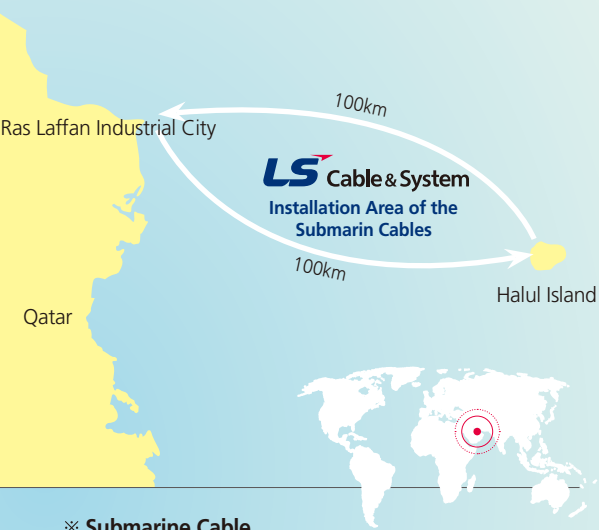 100km
Ras Laffan Industrial City
LS Cable & System
Installation Area of the
Submarin Cables
100km
Halul Island
Qatar
※ Submarine Cable